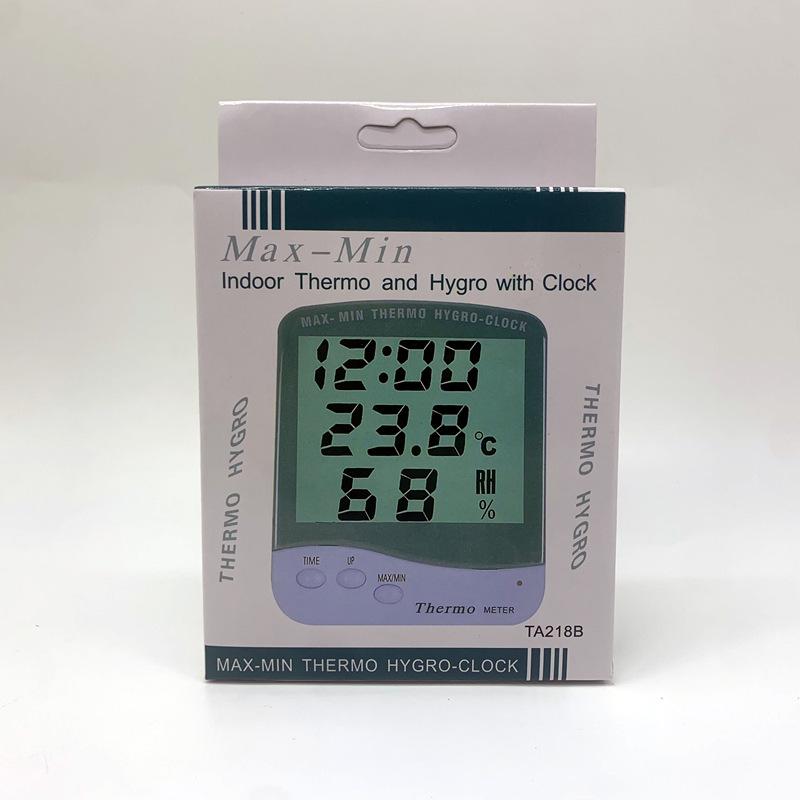 Max-Min
Indoor Thermo and Hygro with Clock
MAX-MIN THERMO HYGRO-CLOCK
12:00
23.8 °C
68 RH %
THERMO HYGRO
THERMO HYGRO
TIME UP MAX/MIN
Thermo METER
TA218B
MAX-MIN THERMO HYGRO-CLOCK